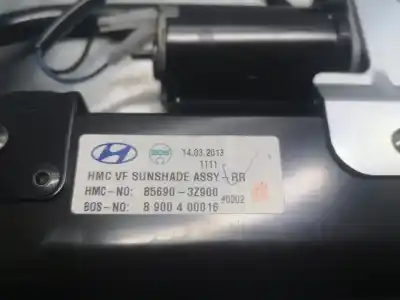 14.03.2013
1111
HMC VF SUNSHADE ASSY-RR
HMC-NO: 85690-3Z900
#0302
BOS-NO: 8 900 4 00016